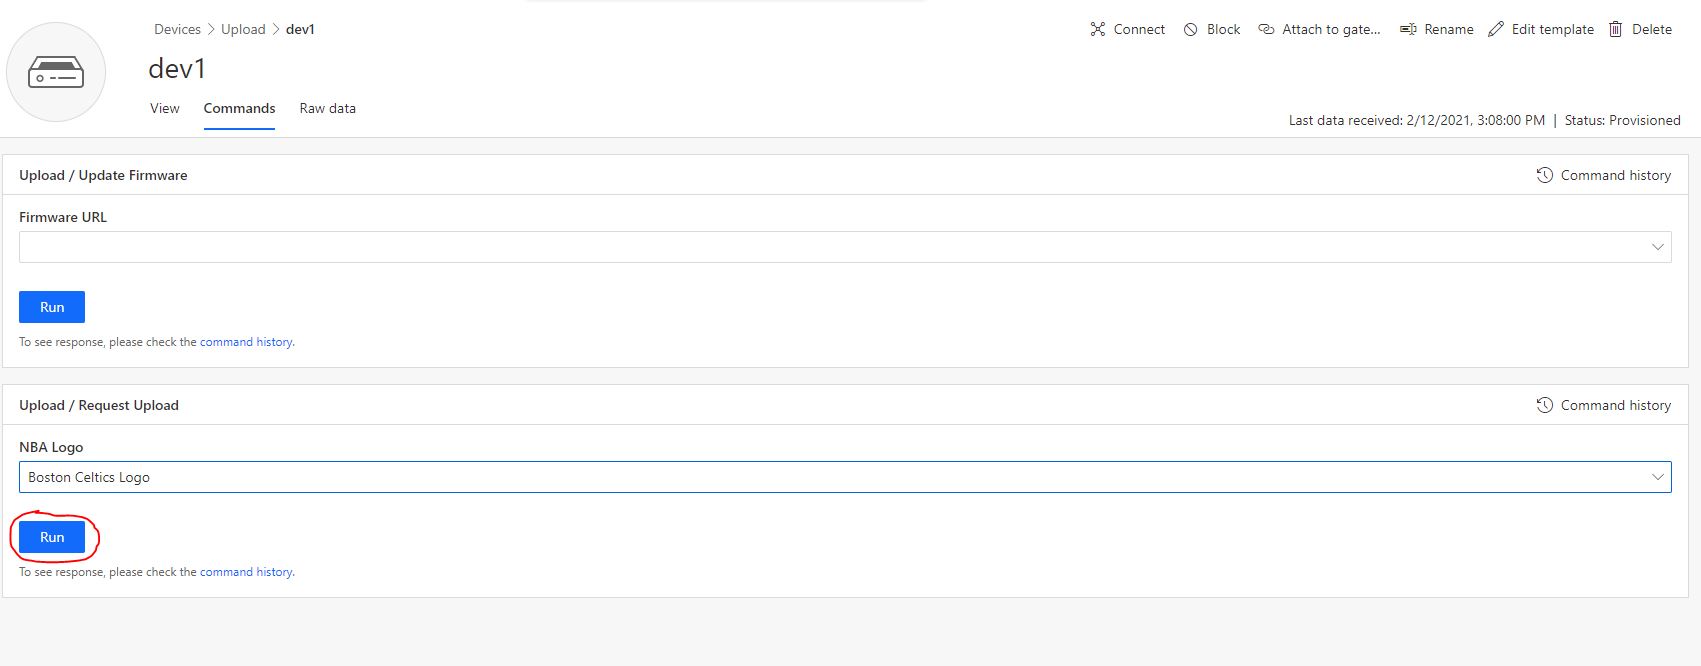 Devices > Upload > dev1
Connect Block Attach to gate... Rename Edit template Delete
dev1
View Commands Raw data
Last data received: 2/12/2021, 3:08:00 PM | Status: Provisioned
Upload / Update Firmware Command history
Firmware URL
Run
To see response, please check the command history.
Upload / Request Upload Command history
NBA Logo
Boston Celtics Logo
Run
To see response, please check the command history.